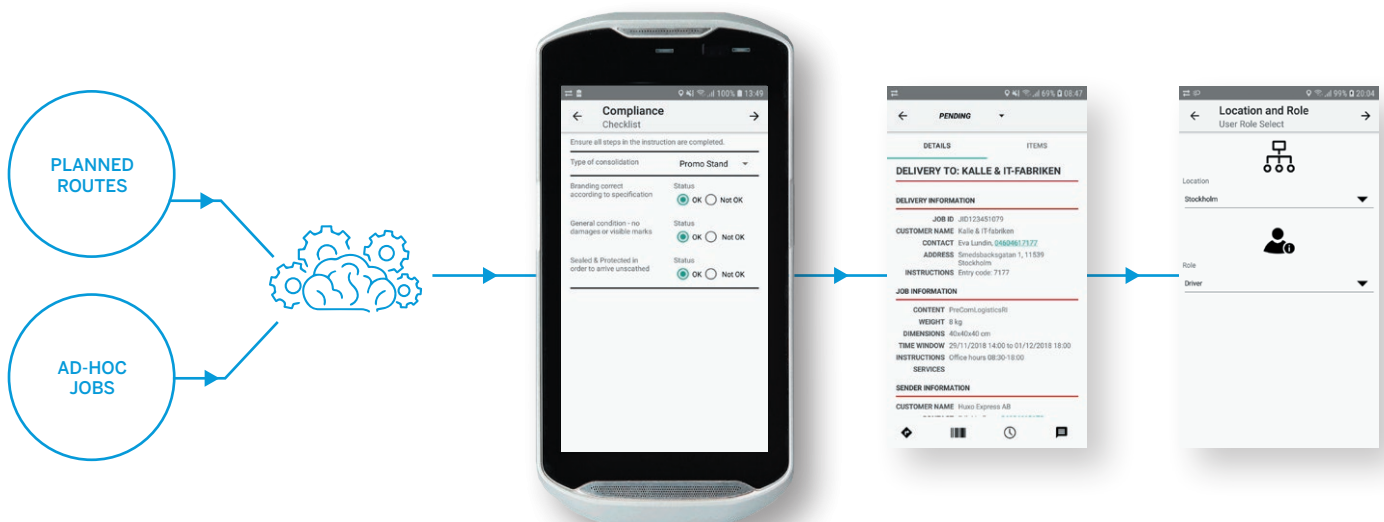 PLANNED
ROUTES
AD-HOC
JOBS
100% 13:49
Compliance
Checklist
Ensure all steps in the instruction are completed.
Type of consolidation Promo Stand
Branding correct
according to specification
Status
OK Not OK
General condition - no
damages or visible marks
Status
OK Not OK
Sealed & Protected in
order to arrive unscathed
Status
OK Not OK
69% 08:47
PENDING
DETAILS ITEMS
DELIVERY TO: KALLE & IT-FABRIKEN
DELIVERY INFORMATION
JOB ID JID123451079
CUSTOMER NAME Kalle & IT-fabriken
CONTACT Eva Lundin, 04604617177
ADDRESS Smedsbacksgatan 1, 11539
Stockholm
INSTRUCTIONS Entry code: 7177
JOB INFORMATION
CONTENT PreComLogisticsRI
WEIGHT 8 kg
DIMENSIONS 40x40x40 cm
TIME WINDOW 29/11/2018 14:00 to 01/12/2018 18:00
INSTRUCTIONS Office hours 08:30-18:00
SERVICES
SENDER INFORMATION
CUSTOMER NAME Huxo Express AB
99% 20:04
Location and Role
User Role Select
Location
Stockholm
Role
Driver